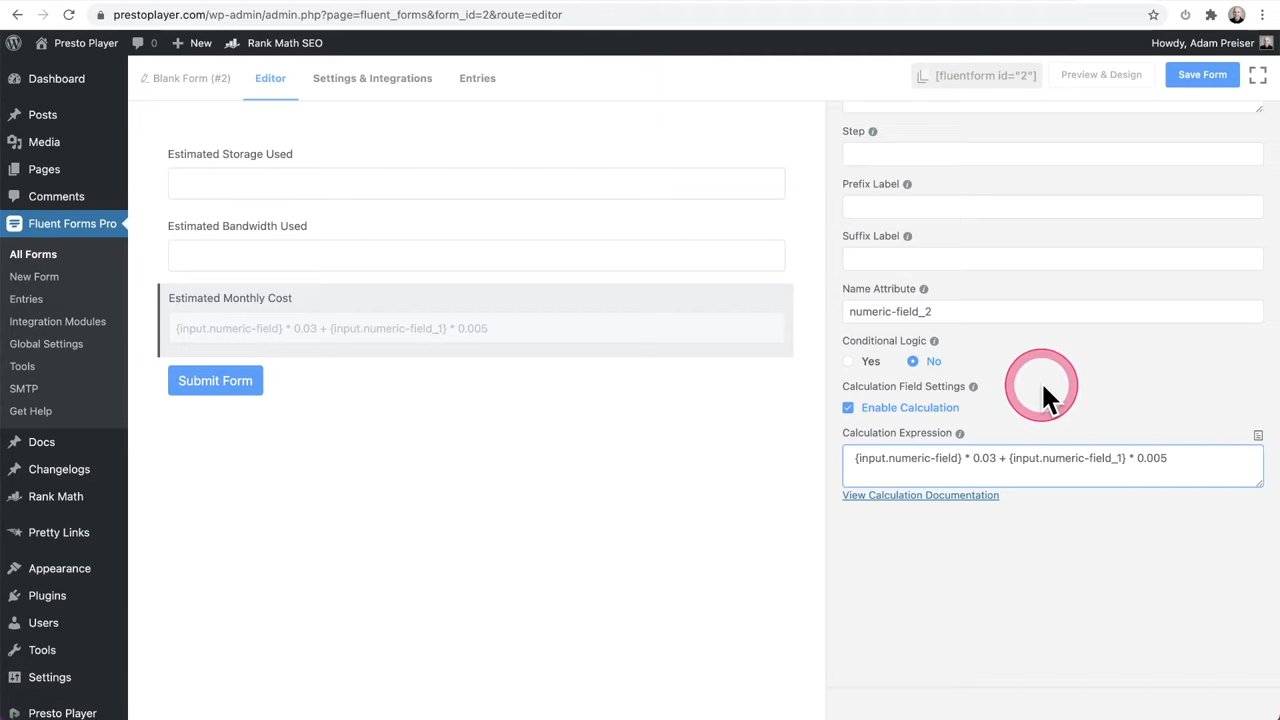 prestoplayer.com/wp-admin/admin.php?page=fluent_forms&form_id=2&route=editor
Presto Player
0
New
Rank Math SEO
Howdy, Adam Preiser
Dashboard
Posts
Media
Pages
Comments
Fluent Forms Pro
All Forms
New Form
Entries
Integration Modules
Global Settings
Tools
SMTP
Get Help
Docs
Changelogs
Rank Math
Pretty Links
Appearance
Plugins
Users
Tools
Settings
Presto Player
Blank Form (#2)
Editor
Settings & Integrations
Entries
[fluentform id="2"]
Preview & Design
Save Form
Estimated Storage Used
Estimated Bandwidth Used
Estimated Monthly Cost
{input.numeric-field} * 0.03 + {input.numeric-field_1} * 0.005
Submit Form
Step
Prefix Label
Suffix Label
Name Attribute
numeric-field_2
Conditional Logic
Yes
No
Calculation Field Settings
Enable Calculation
Calculation Expression
{input.numeric-field} * 0.03 + {input.numeric-field_1} * 0.005
View Calculation Documentation